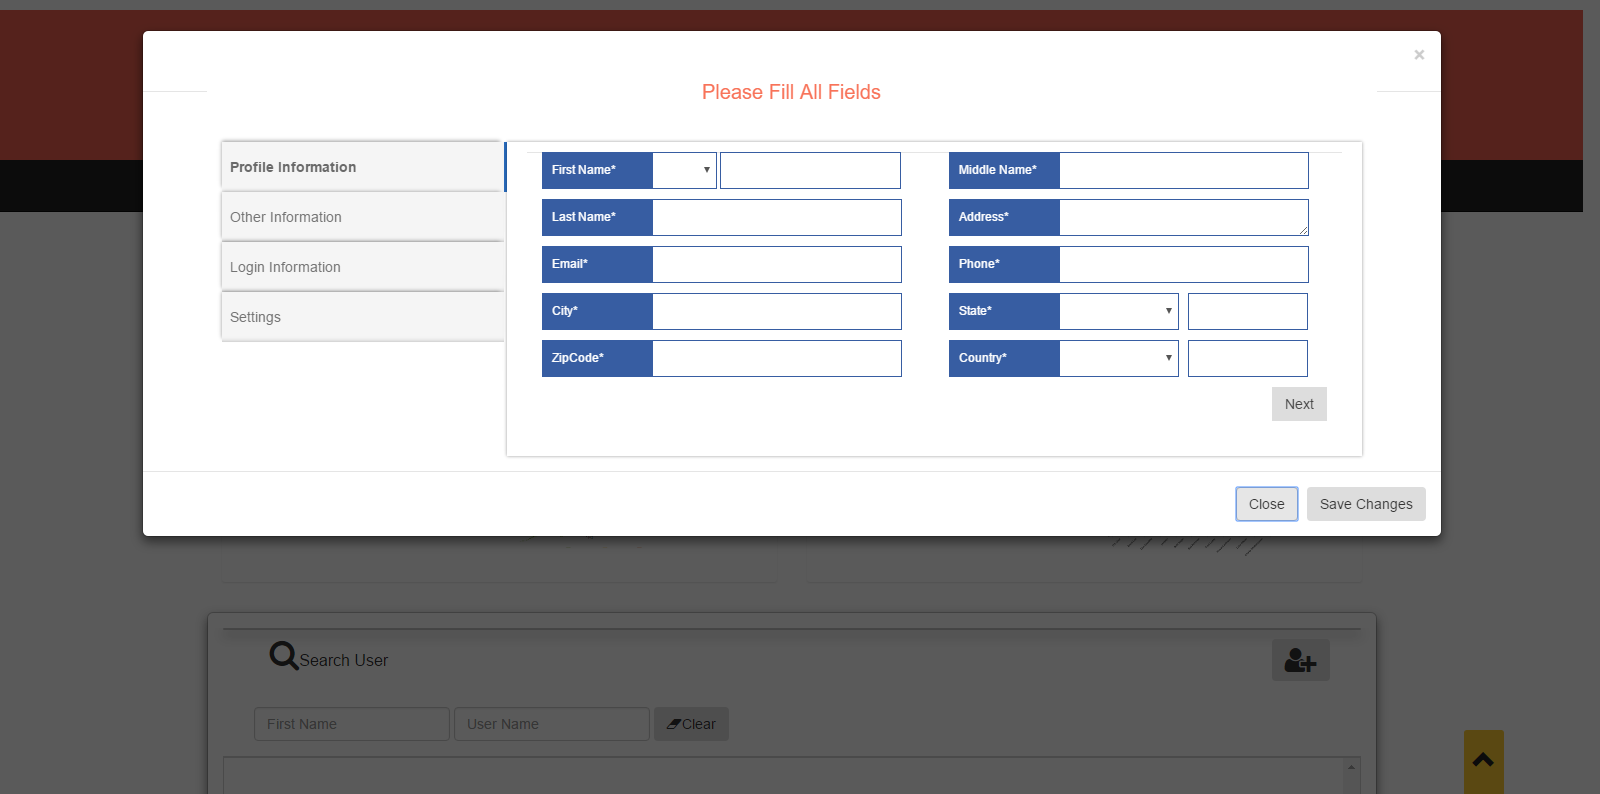 ×
Please Fill All Fields
Profile Information
Other Information
Login Information
Settings
First Name*
Middle Name*
Last Name*
Address*
Email*
Phone*
City*
State*
ZipCode*
Country*
Next
Close
Save Changes
Search User
First Name
User Name
Clear